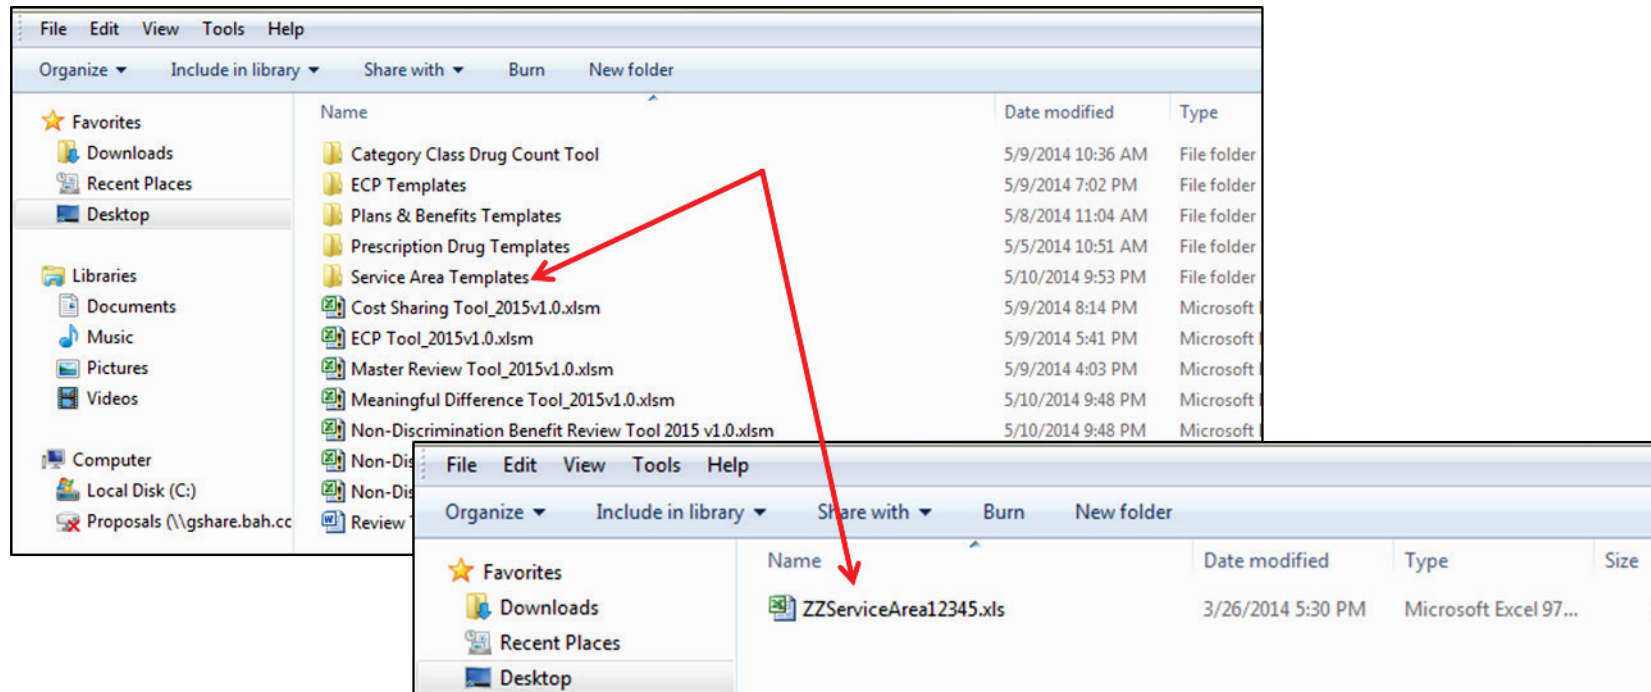 File Edit View Tools Help
Organize Include in library Share with Burn New folder
Favorites
Downloads
Recent Places
Desktop
Libraries
Documents
Music
Pictures
Videos
Computer
Local Disk (C:)
Proposals (\\gshare.bah.cc
Name Date modified Type
Category Class Drug Count Tool 5/9/2014 10:36 AM File folder
ECP Templates 5/9/2014 7:02 PM File folder
Plans & Benefits Templates 5/8/2014 11:04 AM File folder
Prescription Drug Templates 5/5/2014 10:51 AM File folder
Service Area Templates 5/10/2014 9:53 PM File folder
Cost Sharing Tool_2015v1.0.xlsm 5/9/2014 8:14 PM Microsoft
ECP Tool_2015v1.0.xlsm 5/9/2014 5:41 PM Microsoft
Master Review Tool_2015v1.0.xlsm 5/9/2014 4:03 PM Microsoft
Meaningful Difference Tool_2015v1.0.xlsm 5/10/2014 9:48 PM Microsoft
Non-Discrimination Benefit Review Tool 2015 v1.0.xlsm 5/10/2014 9:48 PM Microsoft
Non-Dis
Non-Dis
Review
File Edit View Tools Help
Organize Include in library Share with Burn New folder
Favorites
Downloads
Recent Places
Desktop
Name Date modified Type Size
ZZServiceArea12345.xls 3/26/2014 5:30 PM Microsoft Excel 97...